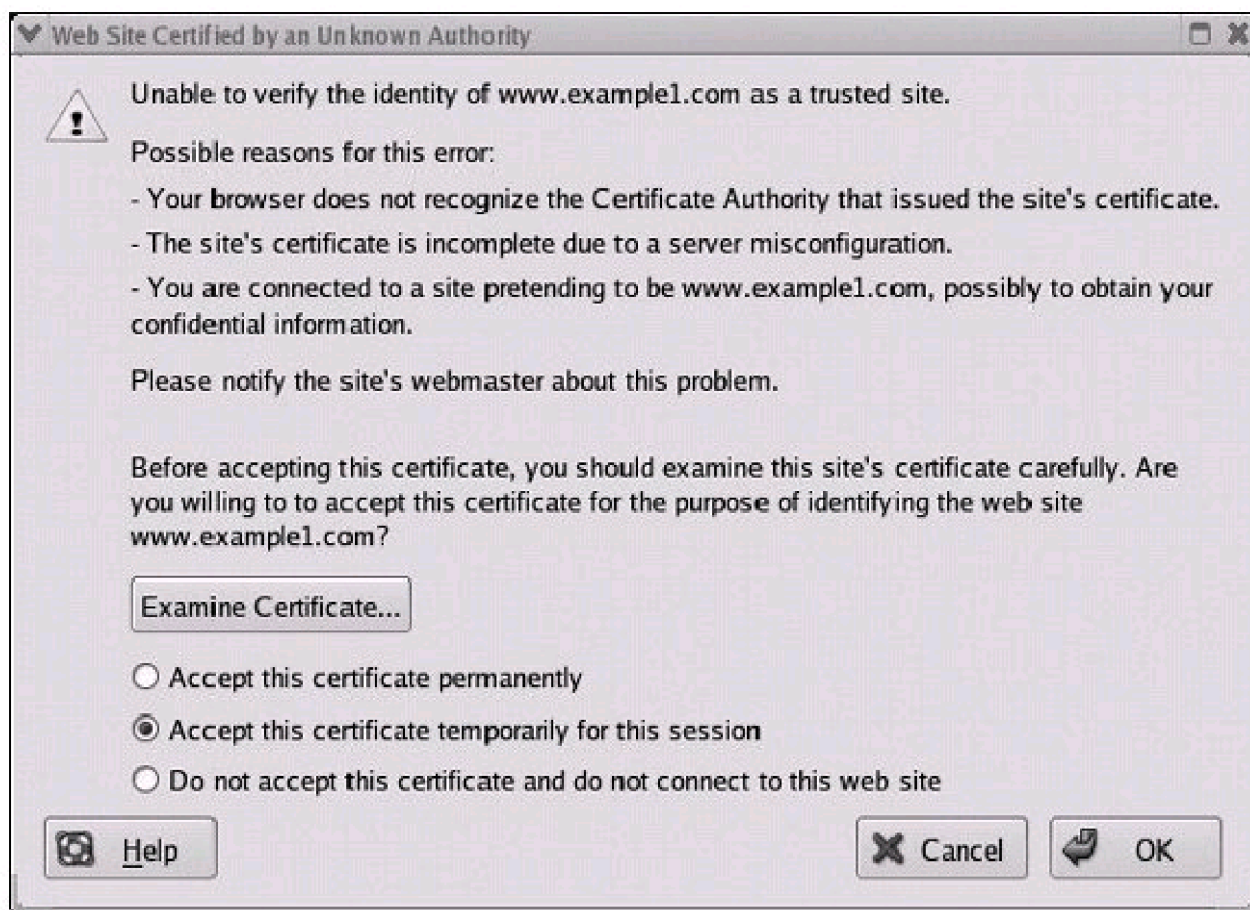 Web Site Certified by an Unknown Authority
Unable to verify the identity of www.example1.com as a trusted site.
Possible reasons for this error:
- Your browser does not recognize the Certificate Authority that issued the site's certificate.
- The site's certificate is incomplete due to a server misconfiguration.
- You are connected to a site pretending to be www.example1.com, possibly to obtain your
confidential information.
Please notify the site's webmaster about this problem.
Before accepting this certificate, you should examine this site's certificate carefully. Are
you willing to to accept this certificate for the purpose of identifying the web site
www.example1.com?
Examine Certificate...
Accept this certificate permanently
Accept this certificate temporarily for this session
Do not accept this certificate and do not connect to this web site
Help Cancel OK